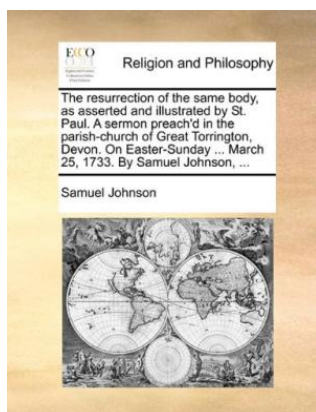 ECCO
Religion and Philosophy
The resurrection of the same body,
as asserted and illustrated by St.
Paul. A sermon preach'd in the
parish-church of Great Torrington,
Devon. On Easter-Sunday ... March
25, 1733. By Samuel Johnson, ...
Samuel Johnson